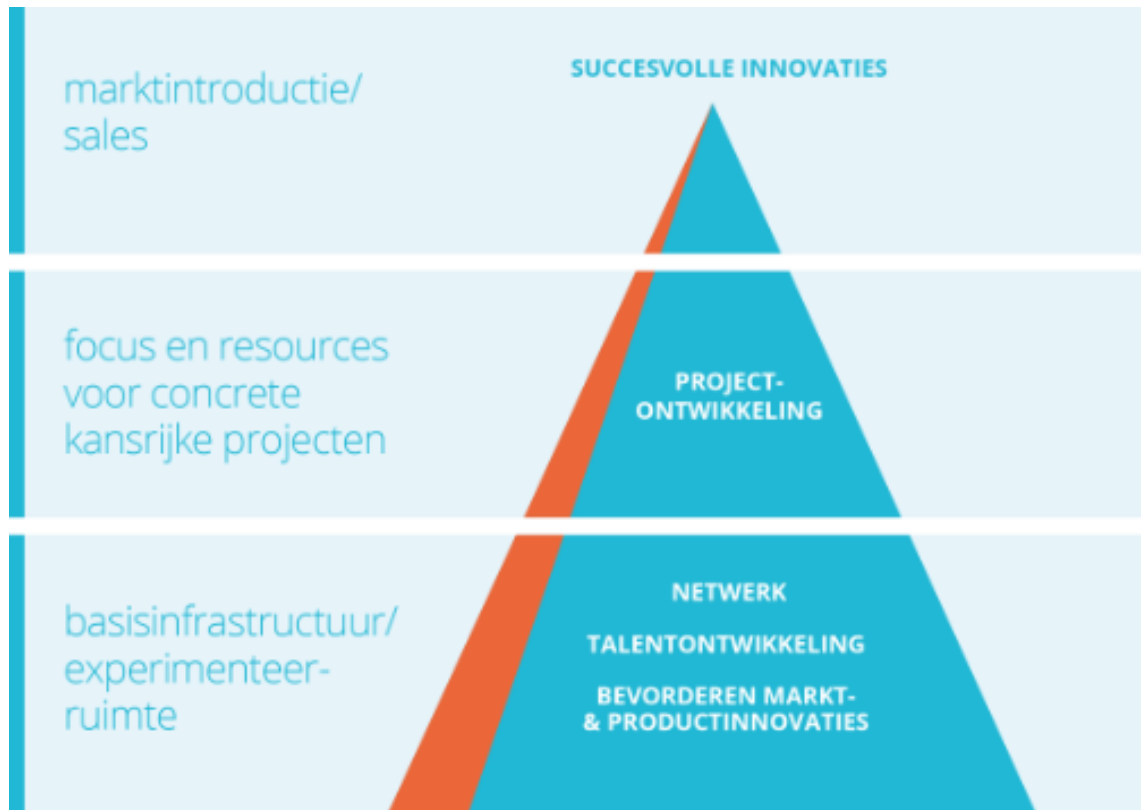 marktintroductie/
sales
SUCCESVOLLE INNOVATIES
focus en resources
voor concrete
kansrijke projecten
PROJECT-
ONTWIKKELING
basisinfrastructuur/
experimenteer-
ruimte
NETWERK
TALENTONTWIKKELING
BEVORDEREN MARKT-
& PRODUCTINNOVATIES